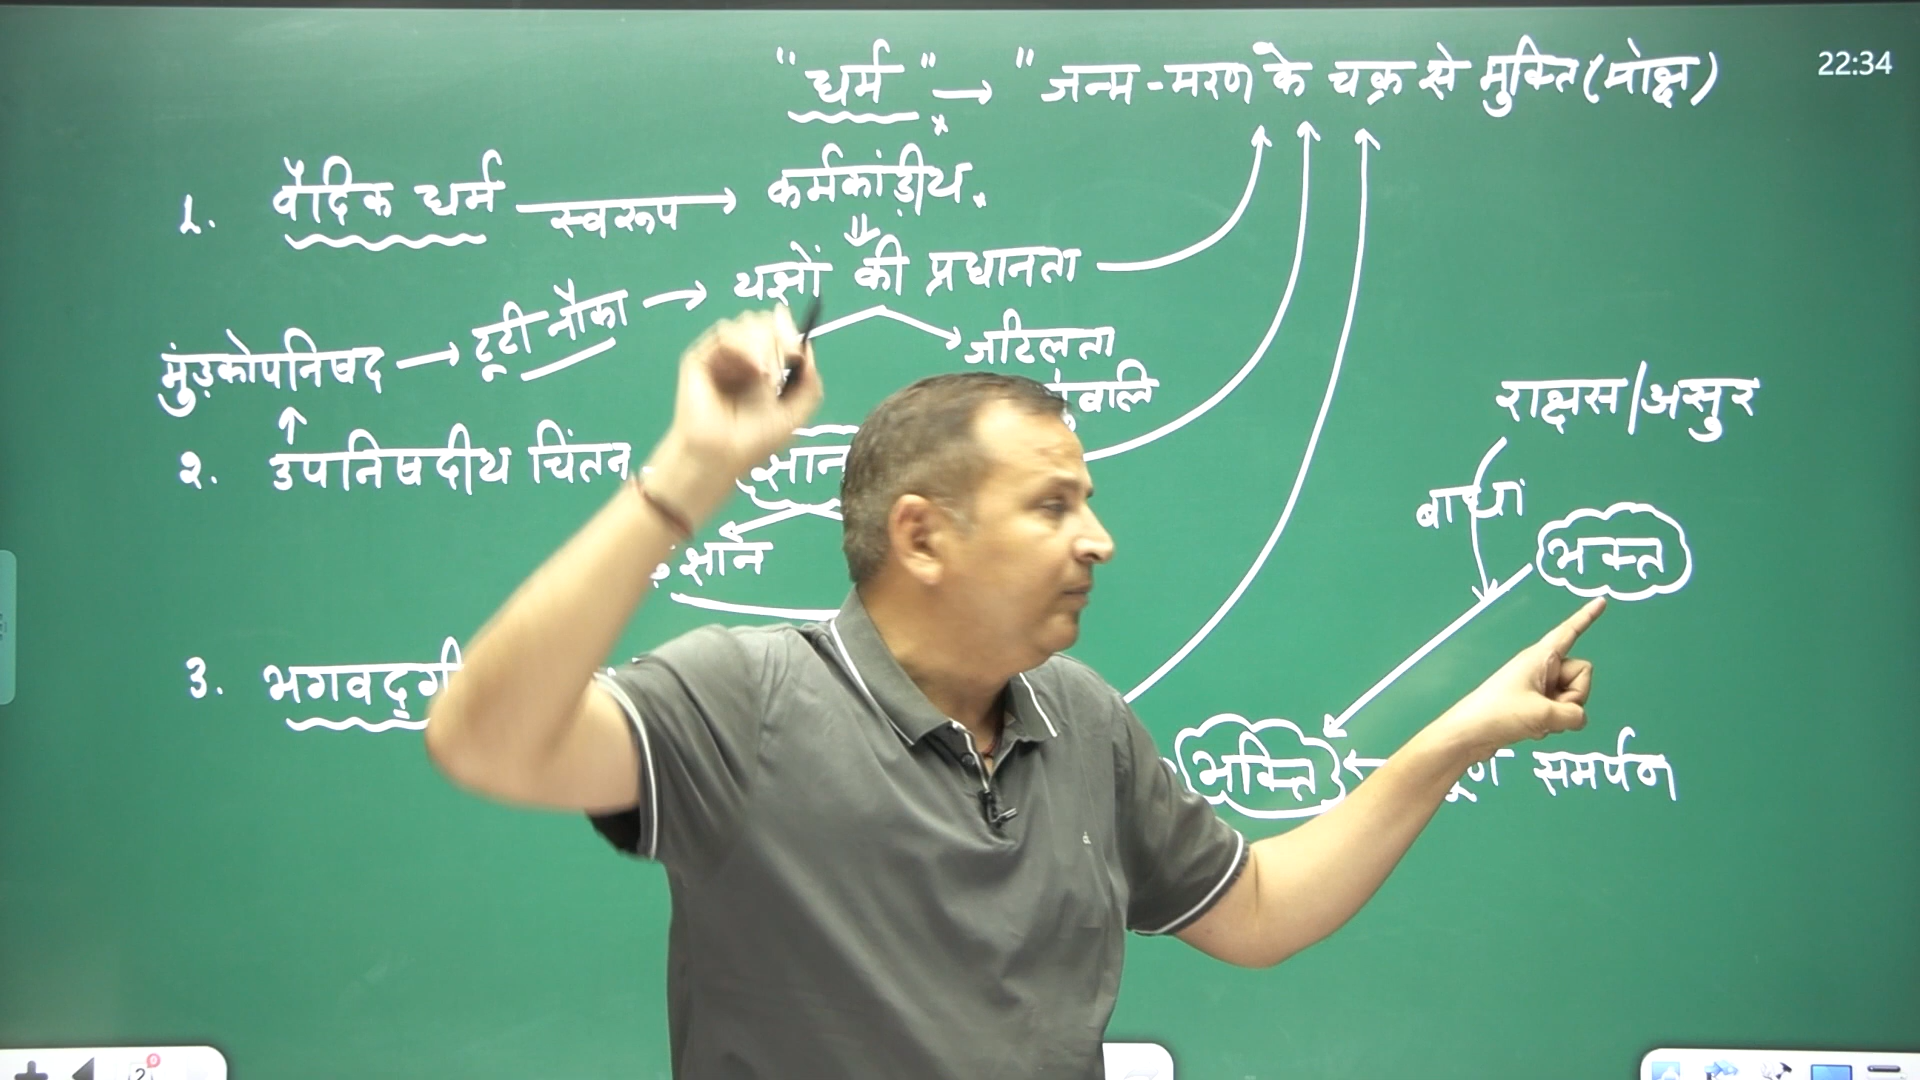 "धर्म" → "जन्म-मरण के चक्र से मुक्ति (मोक्ष)
22:34
1. वैदिक धर्म स्वरूप → कर्मकांडीय.
मुंडकोपनिषद → टूटी नौका → यज्ञों की प्रधानता
जटिलता
राक्षस/असुर
२. उपनिषदीय चिंतन ज्ञान
बाधा
भक्त
ज्ञान
3.
भक्ति ← समर्पण
2